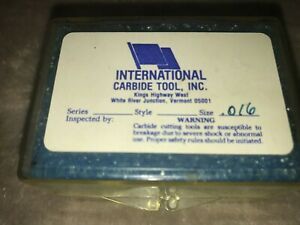 INTERNATIONAL
CARBIDE TOOL, INC.
Kings Highway West
White River Junction, Vermont 05001
Series Style Size .016
Inspected by: WARNING
Carbide cutting tools are susceptible to
breakage due to severe shock or abnormal
use. Proper safety rules should be initiated.